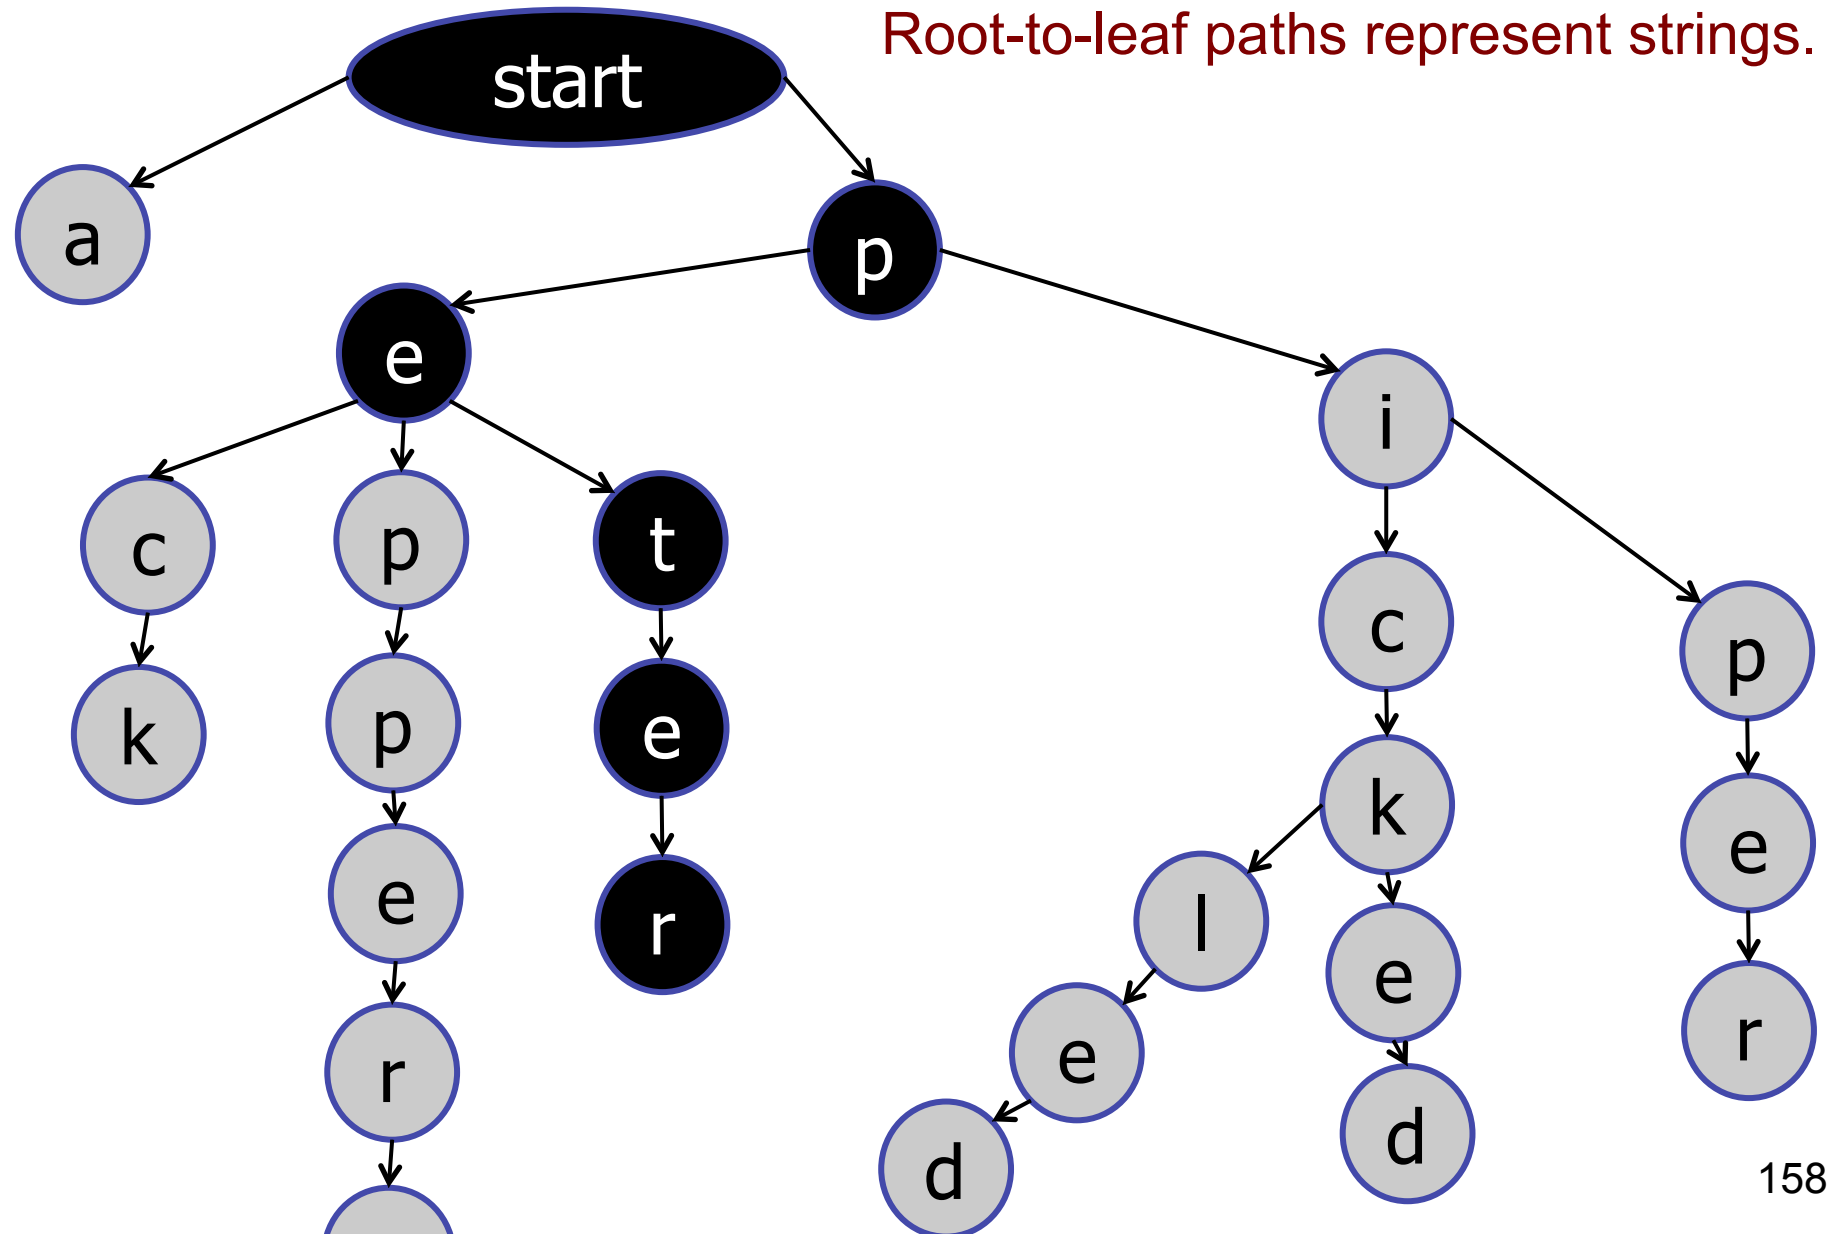 Root-to-leaf paths represent strings.
start
a
p
e
i
c
p
t
c
p
k
p
e
k
e
e
r
l
e
r
r
e
d
d
158